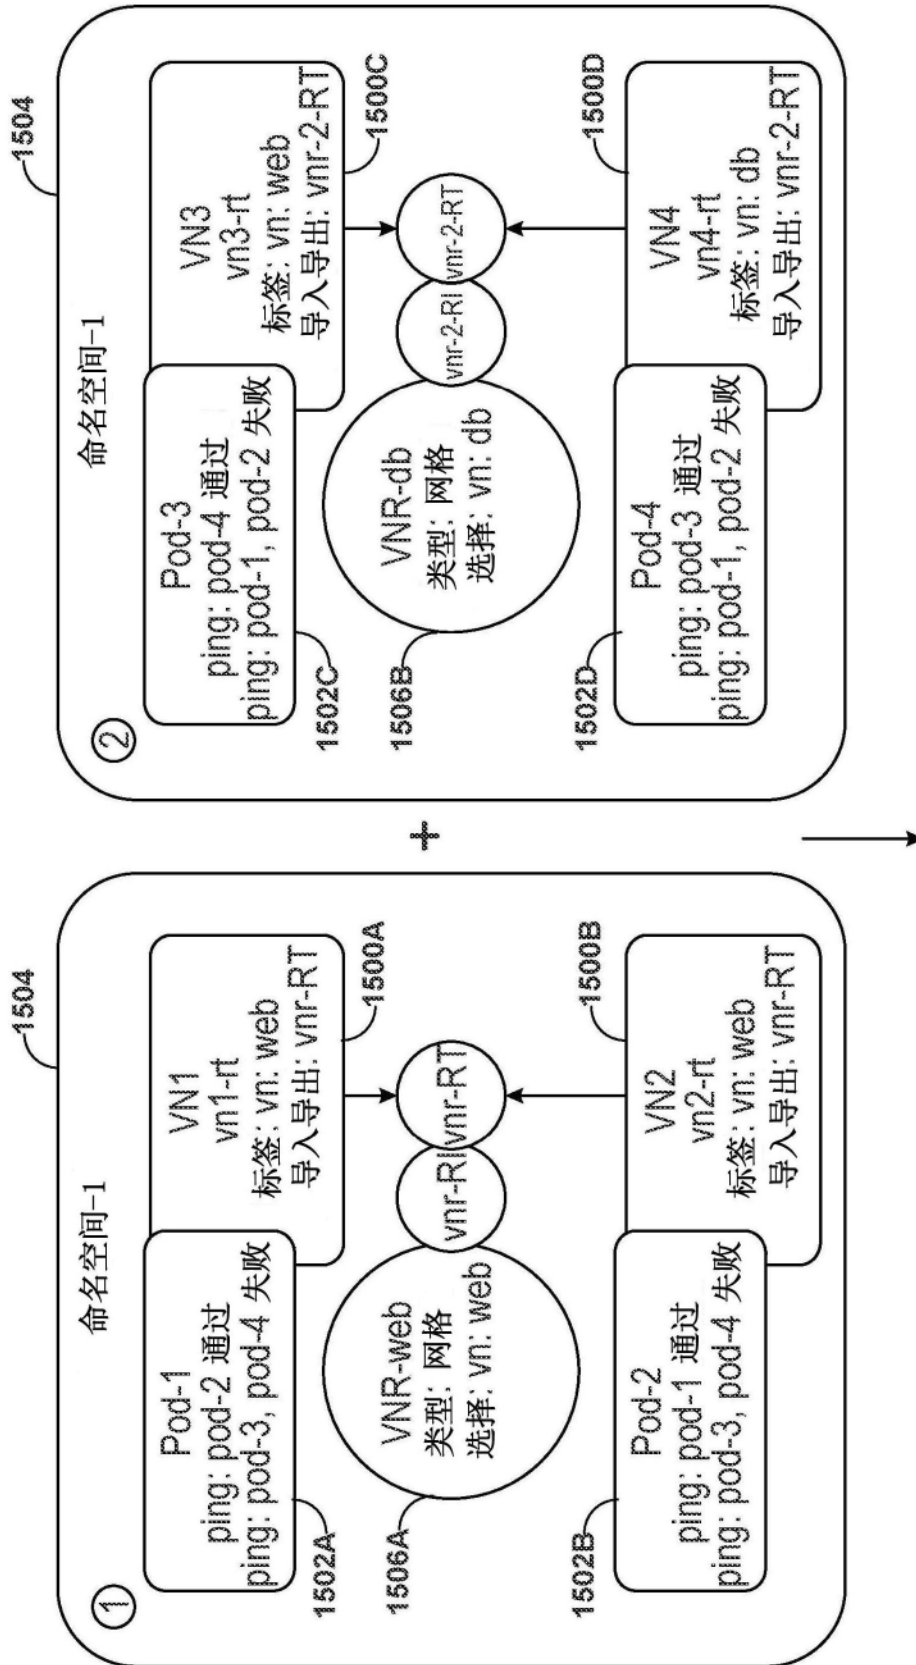 1504
命名空间-1
①
Pod-1
ping: pod-2 通过
ping: pod-3, pod-4 失败
1502A
VN1
vn1-rt
标签: vn: web
导入导出: vnr-RT
1500A
VNR-web
类型: 网格
选择: vn: web
1506A
vnr-RI
vnr-RT
Pod-2
ping: pod-1 通过
ping: pod-3, pod-4 失败
1502B
VN2
vn2-rt
标签: vn: web
导入导出: vnr-RT
1500B
+
1504
命名空间-1
②
Pod-3
ping: pod-4 通过
ping: pod-1, pod-2 失败
1502C
VN3
vn3-rt
标签: vn: web
导入导出: vnr-2-RT
1500C
VNR-db
类型: 网格
选择: vn: db
1506B
vnr-2-RI
vnr-2-RT
Pod-4
ping: pod-3 通过
ping: pod-1, pod-2 失败
1502D
VN4
vn4-rt
标签: vn: db
导入导出: vnr-2-RT
1500D